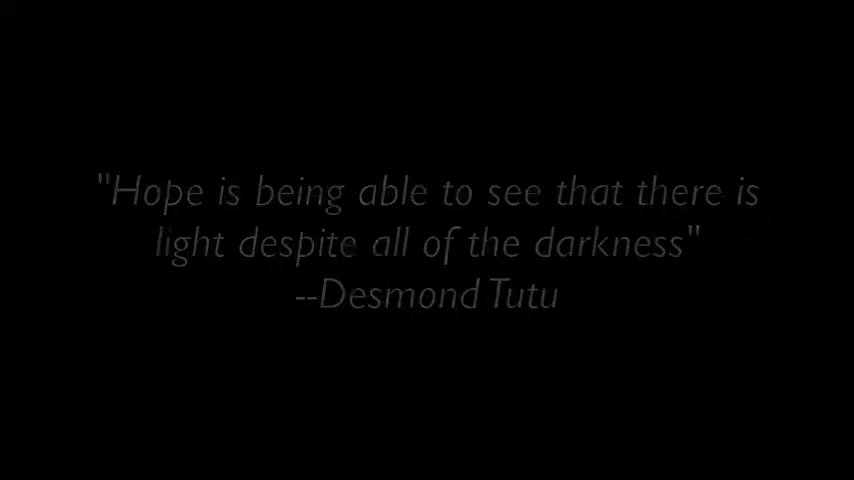 "Hope is being able to see that there is
light despite all of the darkness"
--Desmond Tutu